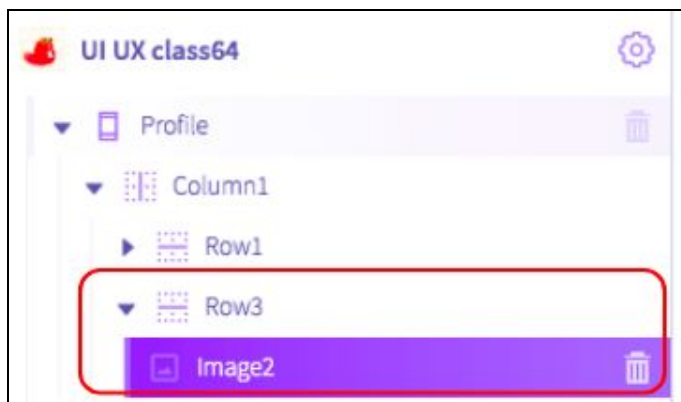 UI UX class64
Profile
Column1
Row1
Row3
Image2